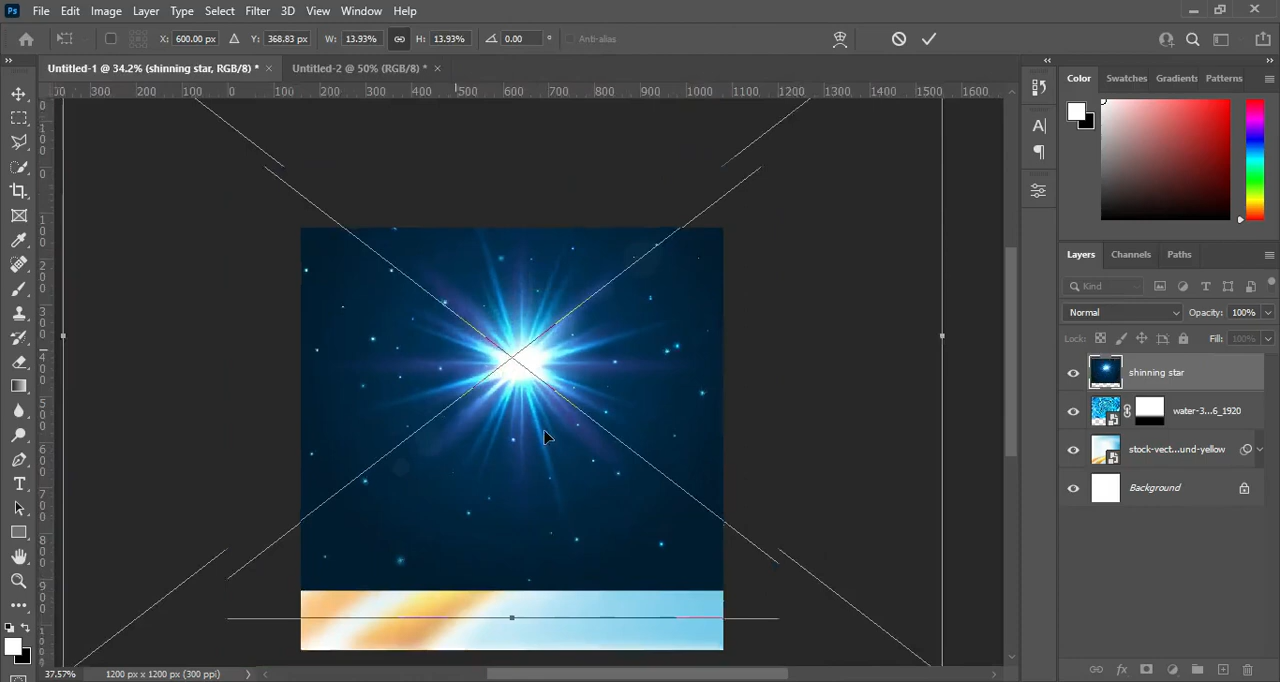 Ps File Edit Image Layer Type Select Filter 3D View Window Help
X: 600.00 px Y: 368.83 px W: 13.93% H: 13.93% 0.00 ° Anti-alias
Untitled-1 @ 34.2% (shinning star, RGB/8) * × Untitled-2 @ 50% (RGB/8) * ×
300 200 100 0 100 200 300 400 500 600 700 800 900 1000 1100 1200 1300 1400 1500 1600
Color Swatches Gradients Patterns
Layers Channels Paths
Kind
Normal Opacity: 100%
Lock: Fill: 100%
shinning star
water-3...6_1920
stock-vect...und-yellow
Background
37.57% 1200 px x 1200 px (300 ppi)